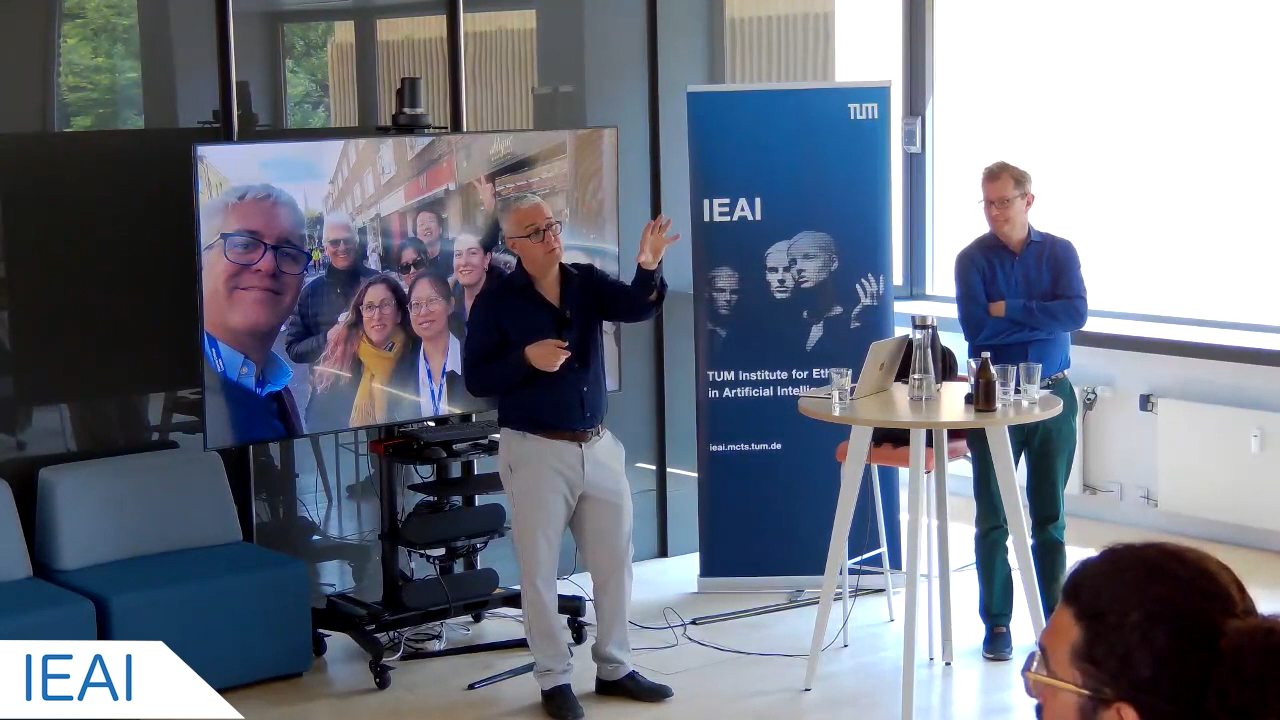 TUM
IEAI
TUM Institute for Eth
in Artificial Intellig
ieai.mcts.tum.de
IEAI